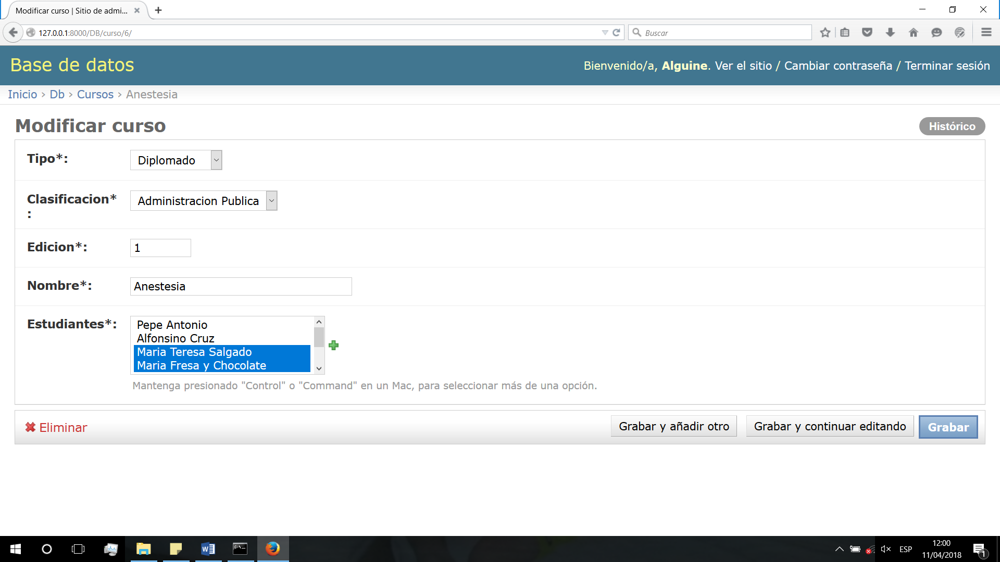 Modificar curso | Sitio de admi...
127.0.0.1:8000/DB/curso/6/
Buscar
Base de datos
Bienvenido/a, Alguine. Ver el sitio / Cambiar contraseña / Terminar sesión
Inicio › Db › Cursos › Anestesia
Modificar curso
Histórico
Tipo*:
Diplomado
Clasificacion*
:
Administracion Publica
Edicion*:
1
Nombre*:
Anestesia
Estudiantes*:
Pepe Antonio
Alfonsino Cruz
Maria Teresa Salgado
Maria Fresa y Chocolate
Mantenga presionado "Control" o "Command" en un Mac, para seleccionar más de una opción.
Eliminar
Grabar y añadir otro
Grabar y continuar editando
Grabar
ESP
12:00
11/04/2018
1